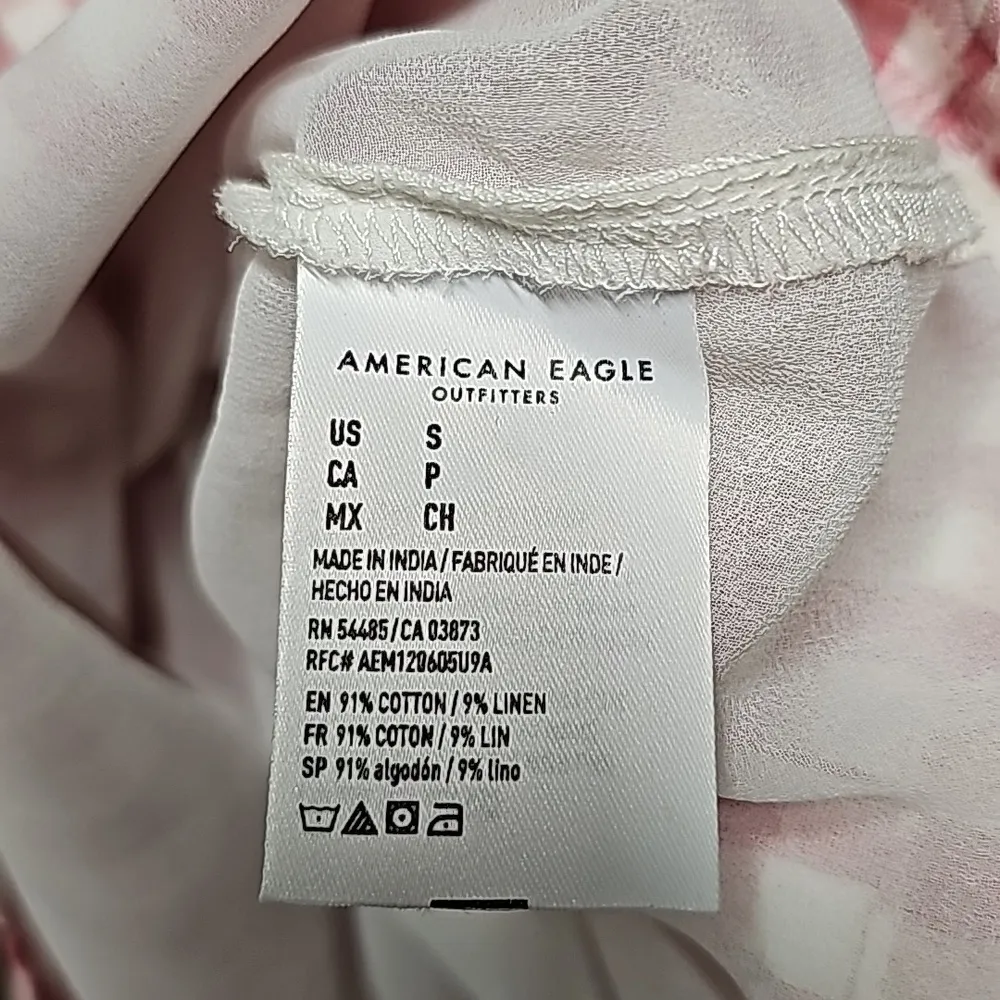 AMERICAN EAGLE
OUTFITTERS
US S
CA P
MX CH
MADE IN INDIA / FABRIQUÉ EN INDE /
HECHO EN INDIA
RN 54485 / CA 03873
RFC# AEM120605U9A
EN 91% COTTON / 9% LINEN
FR 91% COTON / 9% LIN
SP 91% algodón / 9% lino